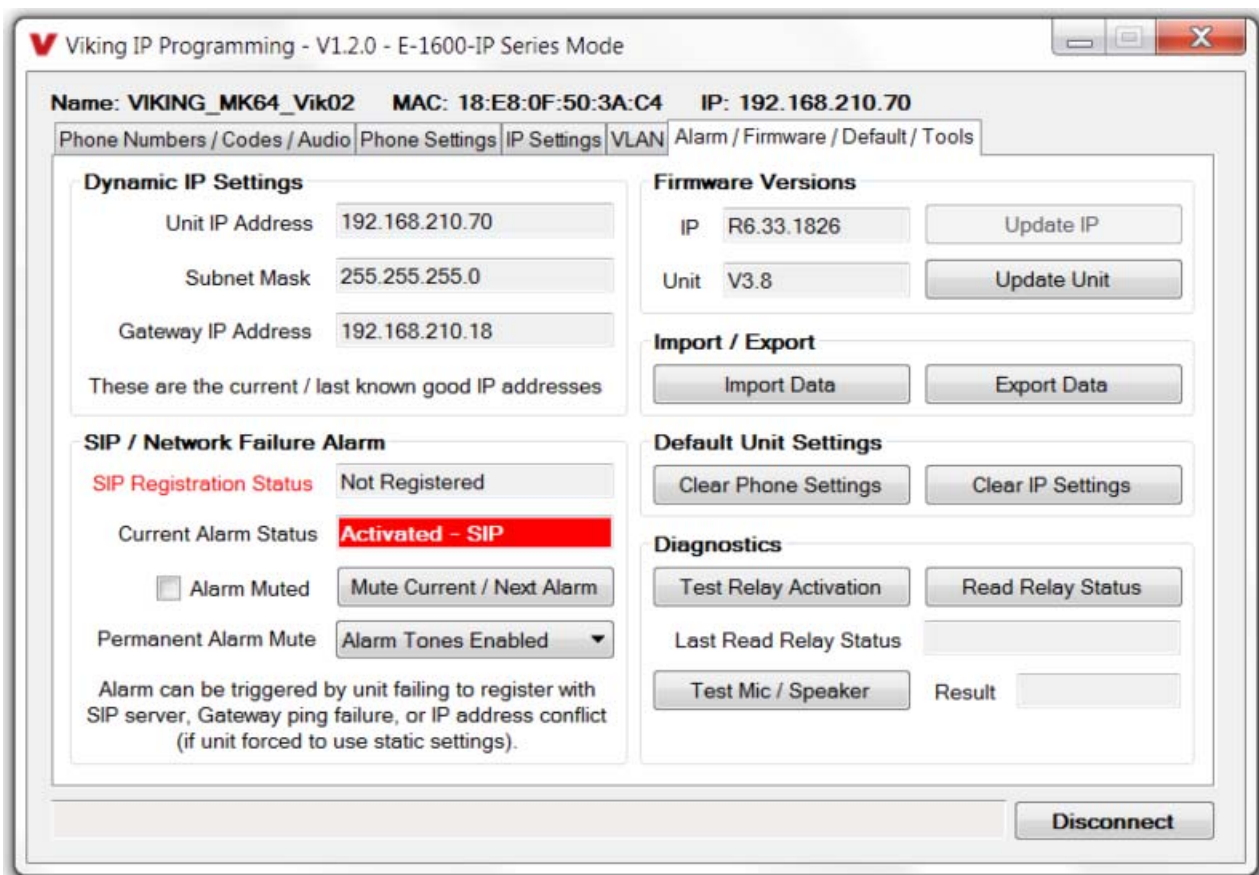 Viking IP Programming - V1.2.0 - E-1600-IP Series Mode
Name: VIKING_MK64_Vik02 MAC: 18:E8:0F:50:3A:C4 IP: 192.168.210.70
Phone Numbers / Codes / Audio Phone Settings IP Settings VLAN Alarm / Firmware / Default / Tools
Dynamic IP Settings
Unit IP Address 192.168.210.70
Subnet Mask 255.255.255.0
Gateway IP Address 192.168.210.18
These are the current / last known good IP addresses
SIP / Network Failure Alarm
SIP Registration Status Not Registered
Current Alarm Status Activated - SIP
Alarm Muted Mute Current / Next Alarm
Permanent Alarm Mute Alarm Tones Enabled
Alarm can be triggered by unit failing to register with
SIP server, Gateway ping failure, or IP address conflict
(if unit forced to use static settings).
Firmware Versions
IP R6.33.1826 Update IP
Unit V3.8 Update Unit
Import / Export
Import Data Export Data
Default Unit Settings
Clear Phone Settings Clear IP Settings
Diagnostics
Test Relay Activation Read Relay Status
Last Read Relay Status
Test Mic / Speaker Result
Disconnect